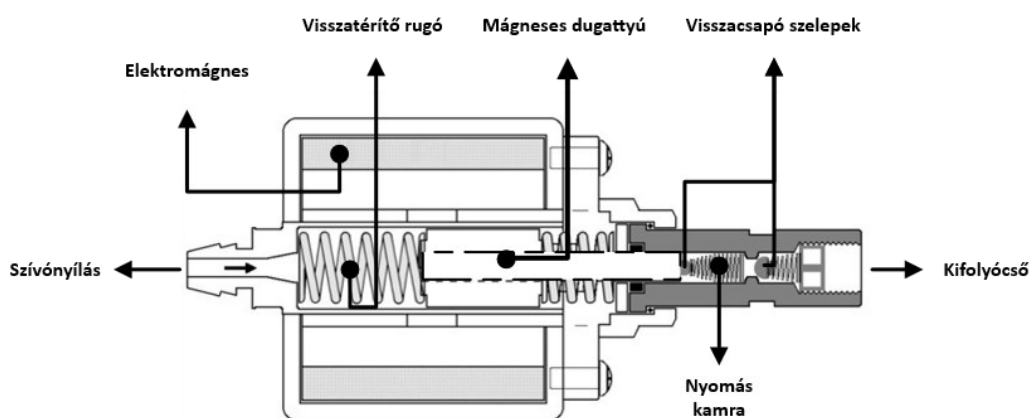 Visszatérítő rugó
Mágneses dugattyú
Visszacsapó szelepek
Elektromágnes
Szívónyílás
Kifolyócső
Nyomás
kamra